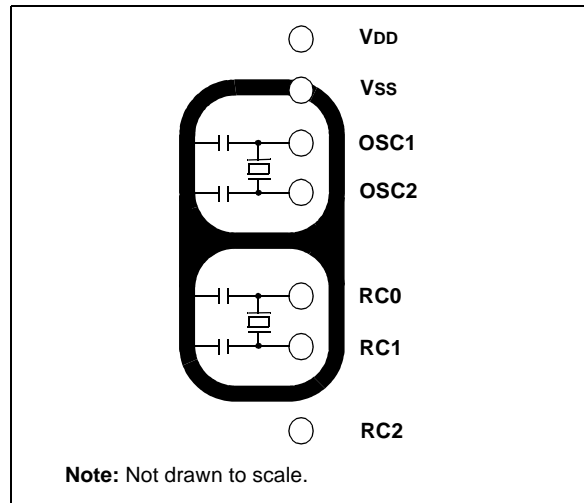 VDD
VSS
OSC1
OSC2
RC0
RC1
RC2
Note: Not drawn to scale.